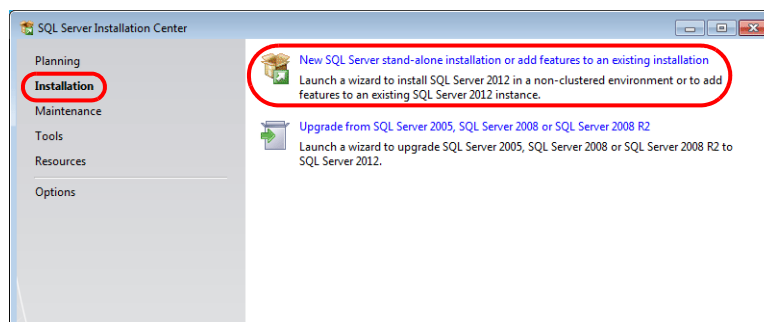 SQL Server Installation Center
Planning
Installation
Maintenance
Tools
Resources
Options
New SQL Server stand-alone installation or add features to an existing installation
Launch a wizard to install SQL Server 2012 in a non-clustered environment or to add
features to an existing SQL Server 2012 instance.
Upgrade from SQL Server 2005, SQL Server 2008 or SQL Server 2008 R2
Launch a wizard to upgrade SQL Server 2005, SQL Server 2008 or SQL Server 2008 R2 to
SQL Server 2012.